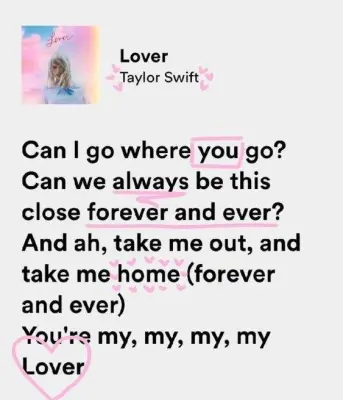 Lover
Lover
Taylor Swift
Can I go where you go?
Can we always be this
close forever and ever?
And ah, take me out, and
take me home (forever
and ever)
You're my, my, my, my
Lover